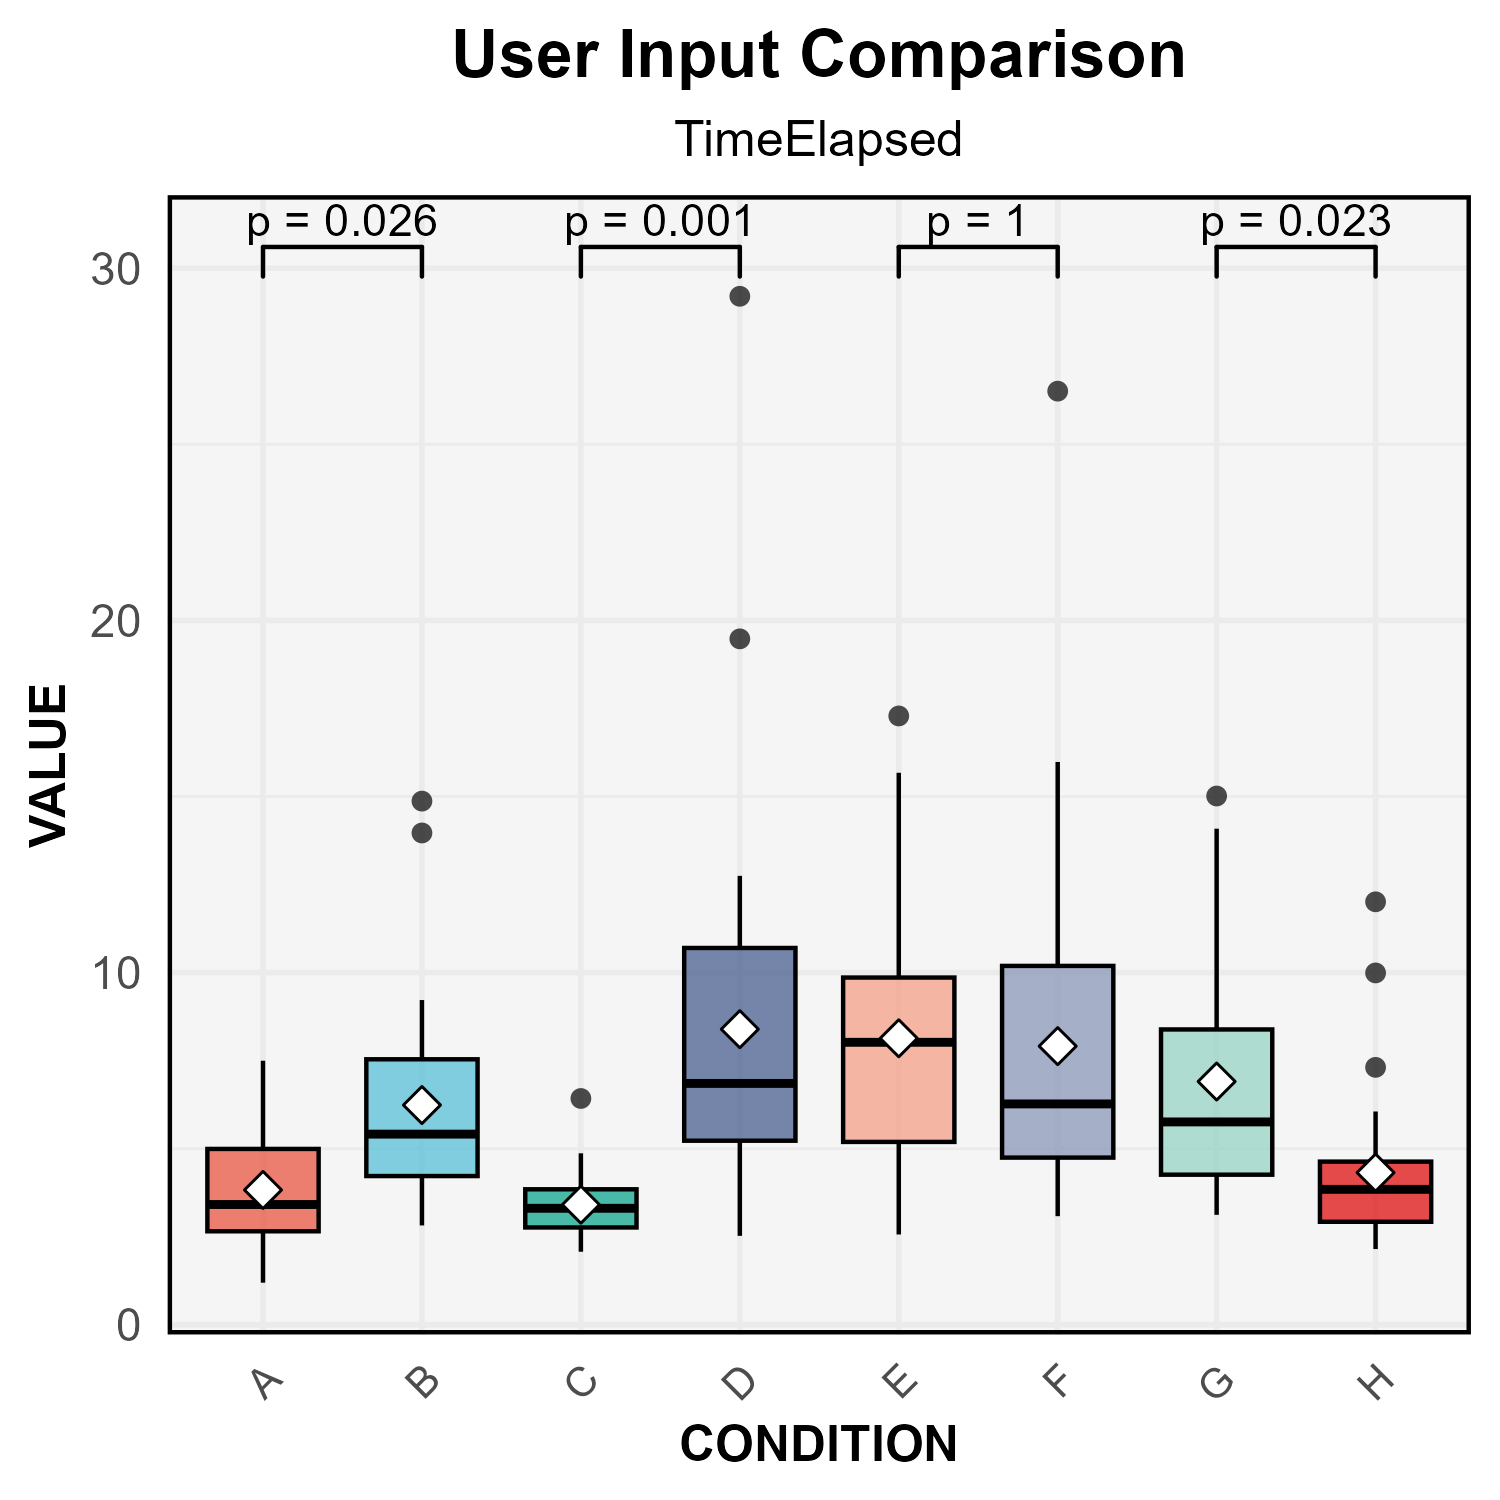 User Input Comparison
TimeElapsed
p = 0.026
p = 0.001
p = 1
p = 0.023
30
20
10
0
VALUE
A
B
C
D
E
F
G
H
CONDITION